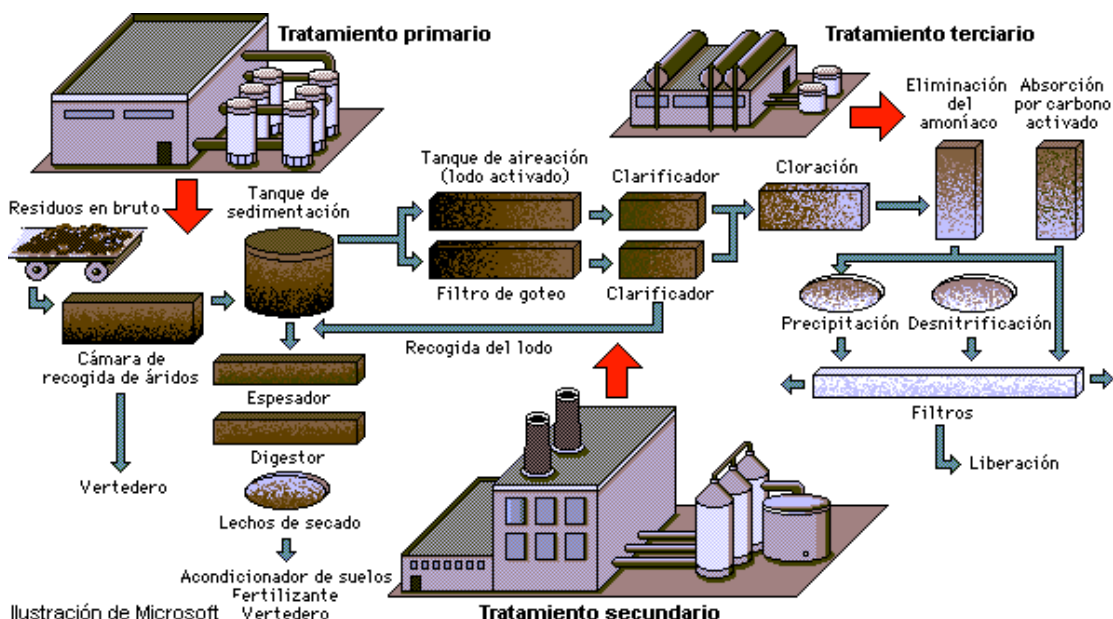 Tratamiento primario
Tratamiento terciario
Eliminación
del
amoníaco
Absorción
por carbono
activado
Tanque de aireación
(lodo activado)
Clarificador
Cloración
Tanque de
sedimentación
Residuos en bruto
Filtro de goteo
Clarificador
Precipitación
Desnitrificación
Recogida del lodo
Cámara de
recogida de áridos
Espesador
Filtros
Digestor
Liberación
Vertedero
Lechos de secado
Acondicionador de suelos
Fertilizante
Vertedero
Ilustración de Microsoft
Tratamiento secundario